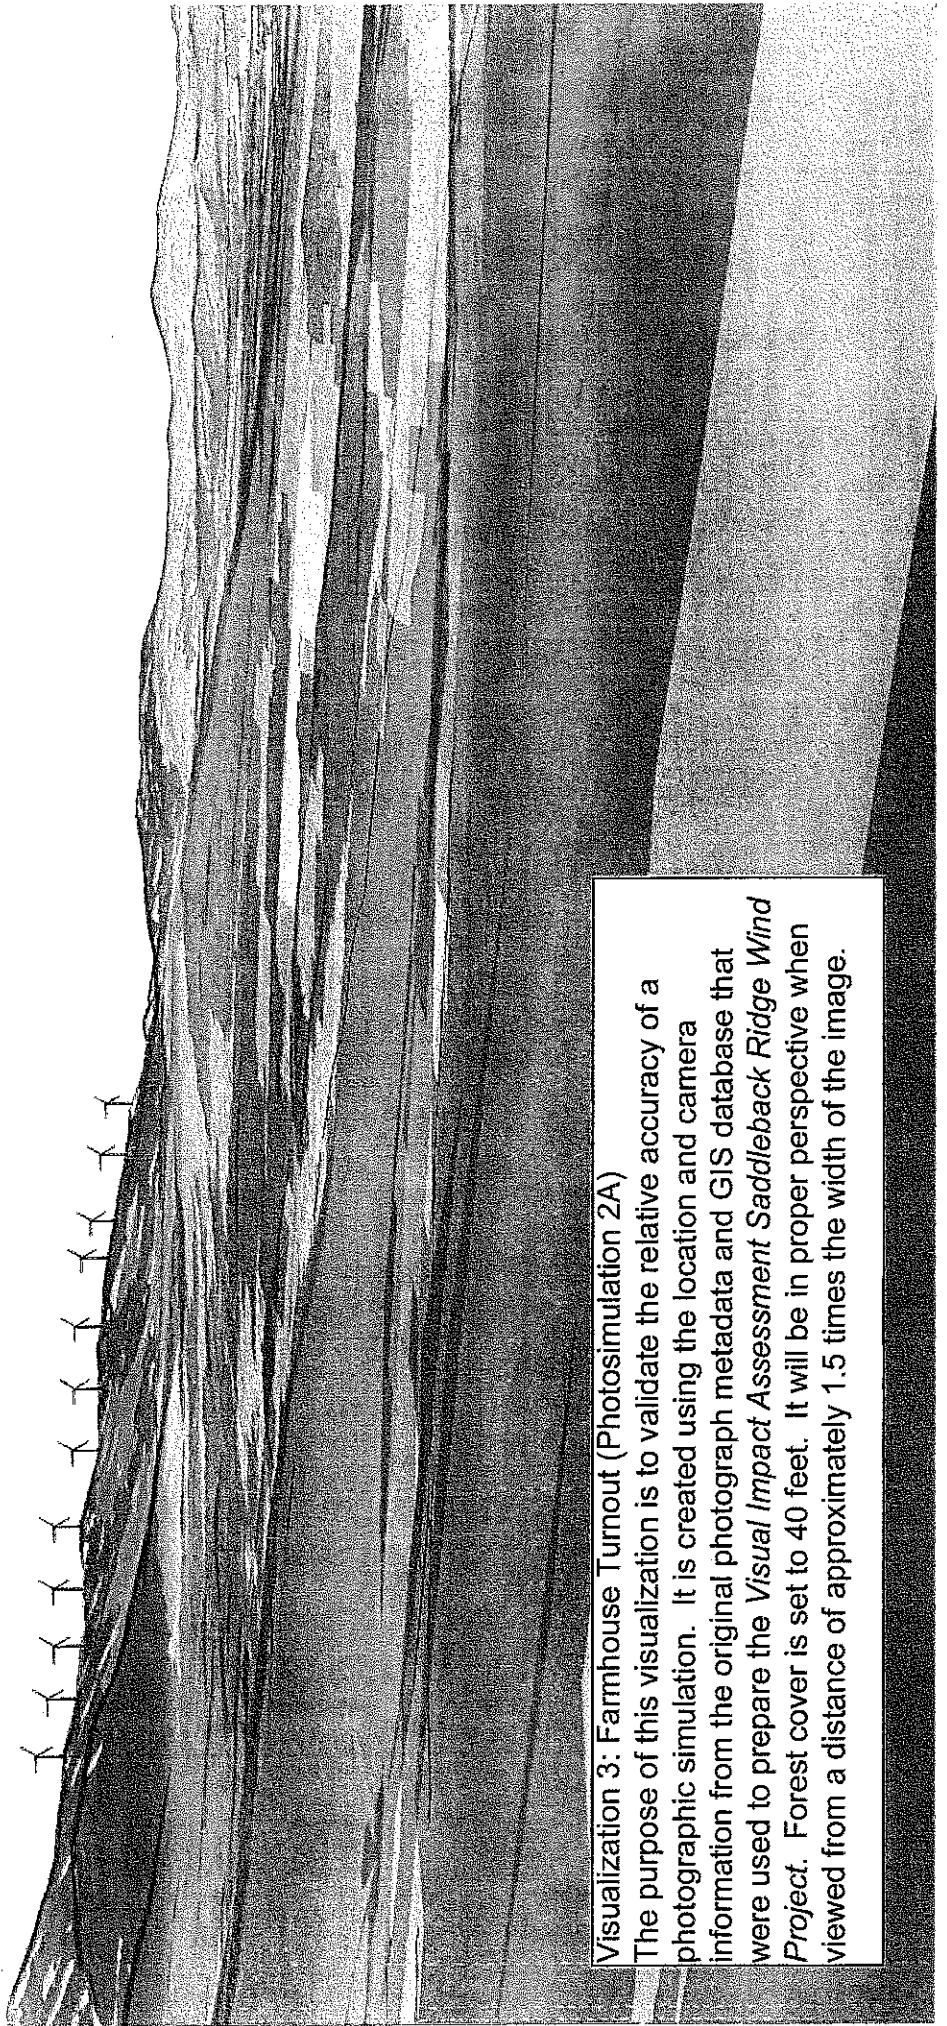 Visualization 3: Farmhouse Turnout (Photosimulation 2A)
The purpose of this visualization is to validate the relative accuracy of a
photographic simulation.  It is created using the location and camera
information from the original photograph metadata and GIS database that
were used to prepare the Visual Impact Assessment Saddleback Ridge Wind
Project.  Forest cover is set to 40 feet.  It will be in proper perspective when
viewed from a distance of approximately 1.5 times the width of the image.